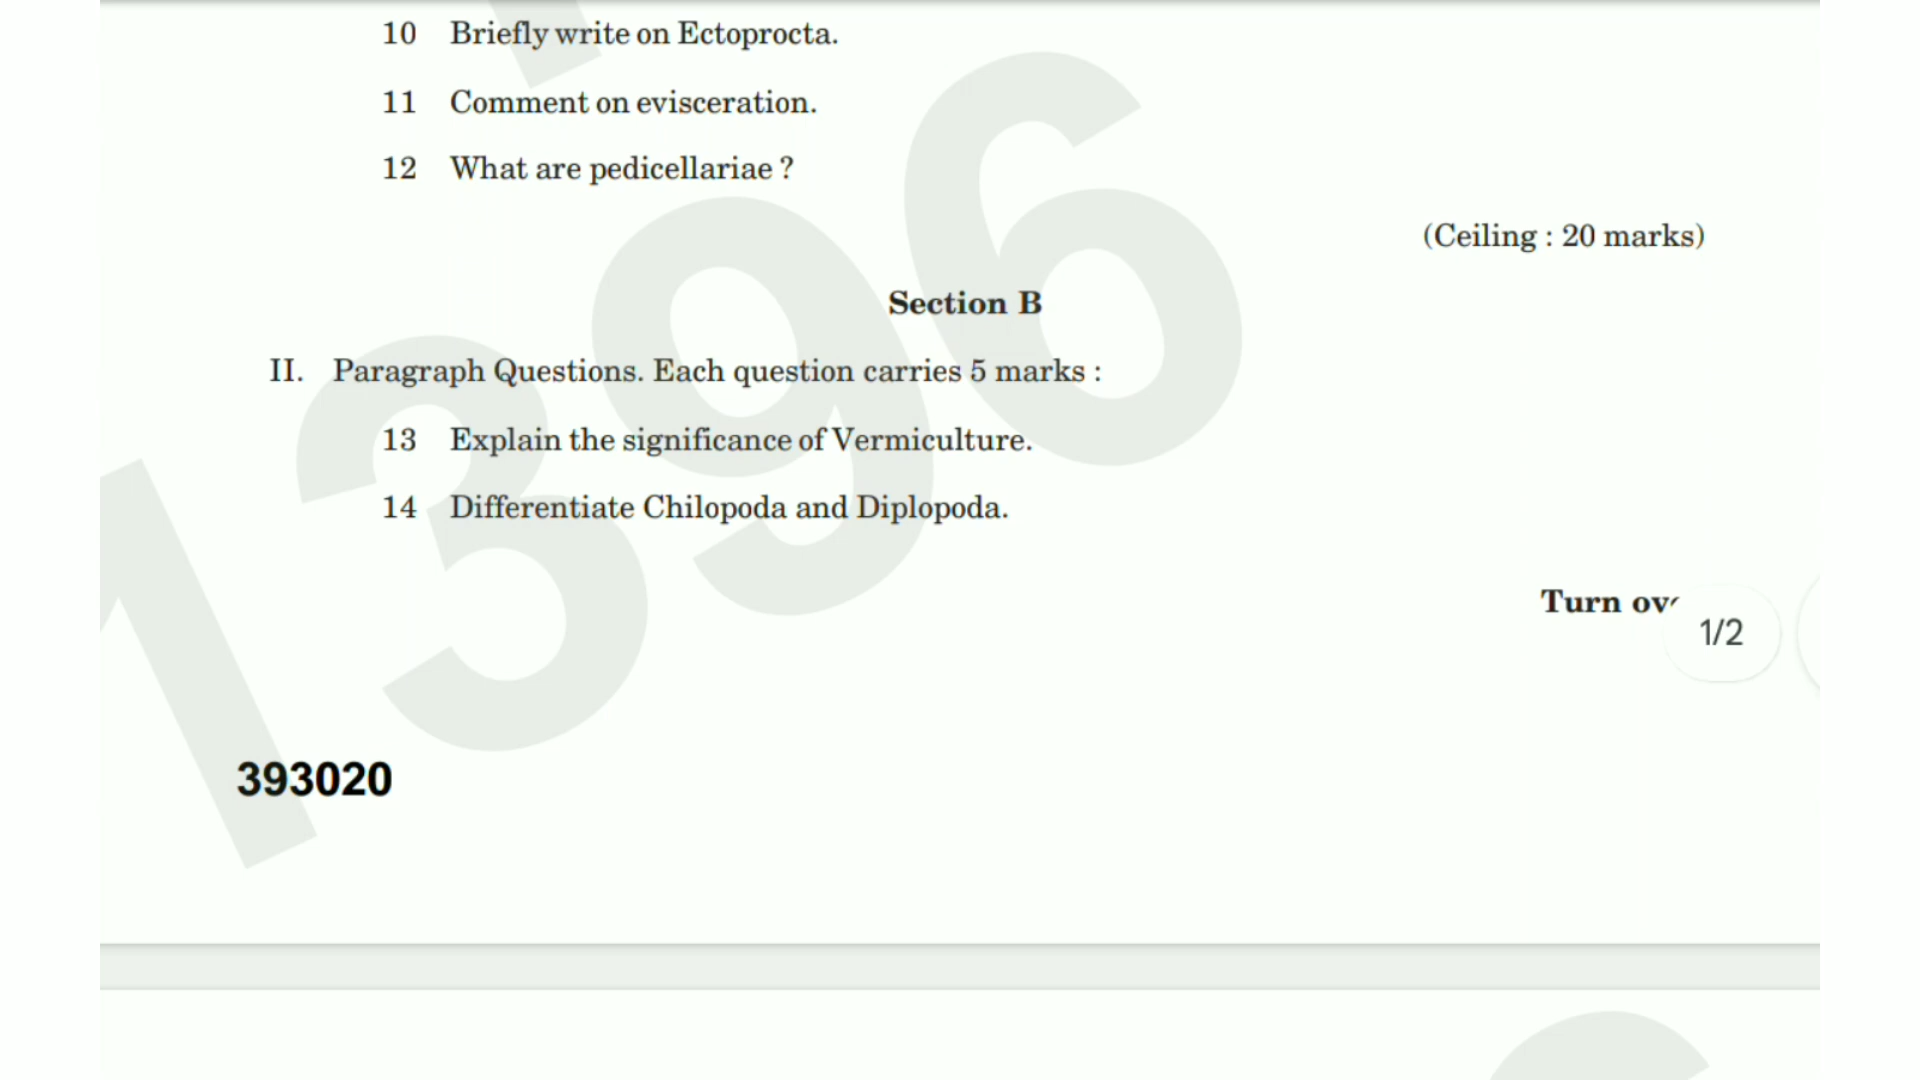 10 Briefly write on Ectoprocta.
11 Comment on evisceration.
12 What are pedicellariae ?
(Ceiling : 20 marks)
Section B
II. Paragraph Questions. Each question carries 5 marks :
13 Explain the significance of Vermiculture.
14 Differentiate Chilopoda and Diplopoda.
Turn
1/2
393020